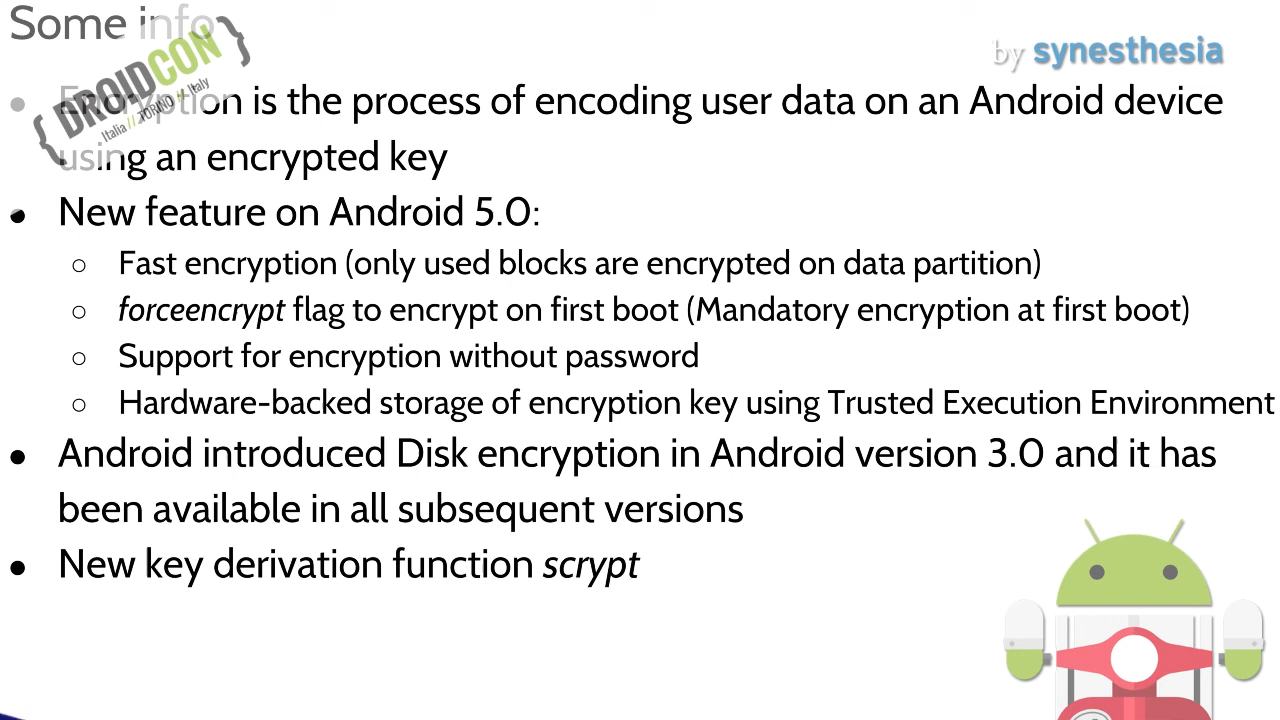 Some info
by synesthesia
{ DROIDCON }
Italia // TORINO // Italy
● Encryption is the process of encoding user data on an Android device
using an encrypted key
● New feature on Android 5.0:
○ Fast encryption (only used blocks are encrypted on data partition)
○ forceencrypt flag to encrypt on first boot (Mandatory encryption at first boot)
○ Support for encryption without password
○ Hardware-backed storage of encryption key using Trusted Execution Environment
● Android introduced Disk encryption in Android version 3.0 and it has
been available in all subsequent versions
● New key derivation function scrypt